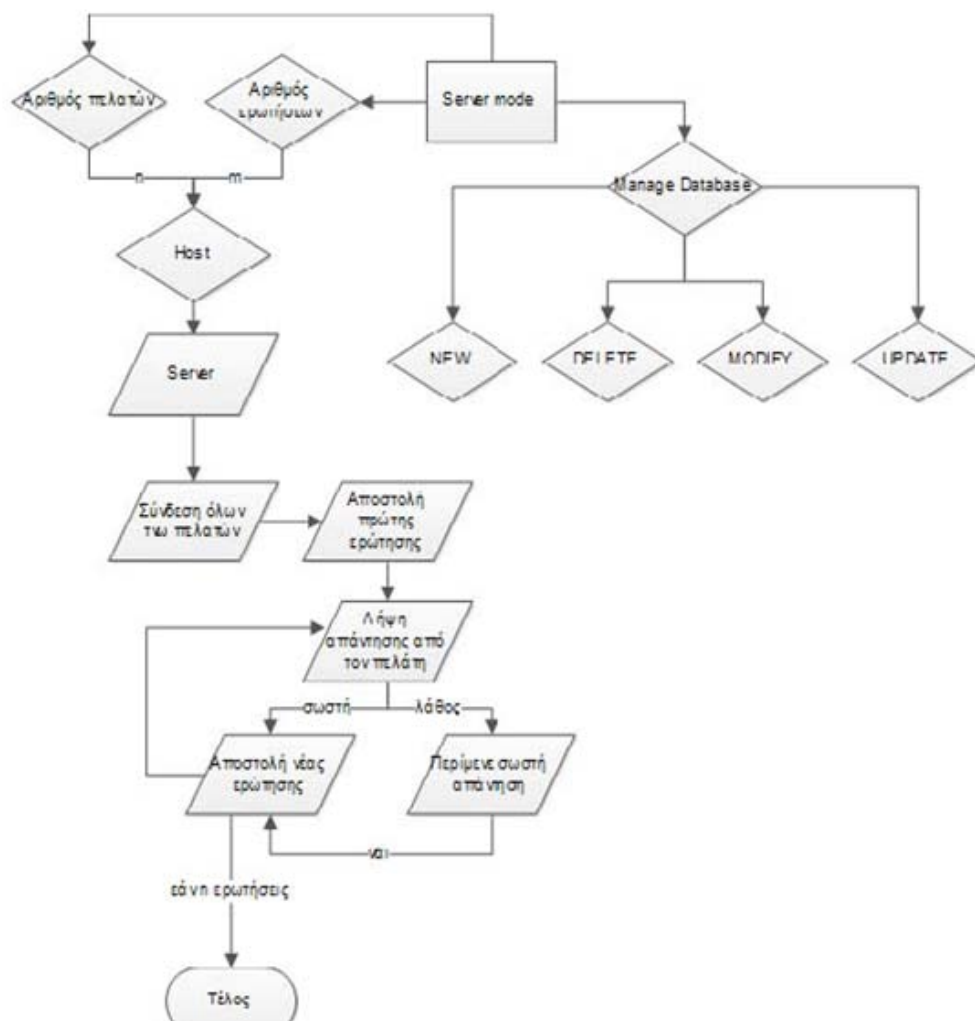 Αριθμός πελατών
Αριθμός
ερωτήσεων
Server mode
n
m
Manage Database
Host
NEW
DELETE
MODIFY
UPDATE
Server
Σύνδεση όλων
τνω πελατών
Αποστολή
πρώτης
ερώτησης
Λήψη
απάντησης από
τον πελάτη
σωστή
λάθος
Αποστολή νέας
ερώτησης
Περίμενε σωστή
απάντηση
ναι
εάν η ερωτήσεις
Τέλος